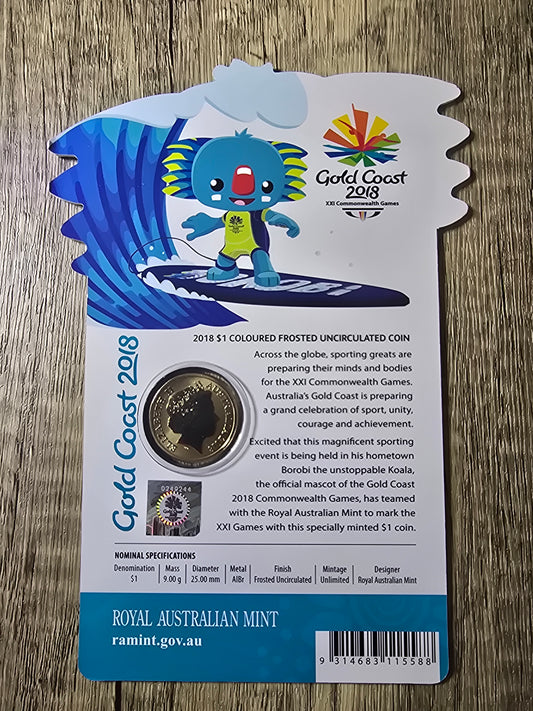 Gold Coast
2018
XXI Commonwealth Games
BOROBI
2018 $1 COLOURED FROSTED UNCIRCULATED COIN
Across the globe, sporting greats are
preparing their minds and bodies
for the XXI Commonwealth Games.
Australia's Gold Coast is preparing
a grand celebration of sport, unity,
courage and achievement.
Excited that this magnificent sporting
event is being held in his hometown
Borobi the unstoppable Koala,
the official mascot of the Gold Coast
2018 Commonwealth Games, has teamed
with the Royal Australian Mint to mark the
XXI Games with this specially minted $1 coin.
Gold Coast 2018
0249244
NOMINAL SPECIFICATIONS
Denomination Mass Diameter Metal Finish Mintage Designer
$1 9.00 g 25.00 mm AlBr Frosted Uncirculated Unlimited Royal Australian Mint
ROYAL AUSTRALIAN MINT
ramint.gov.au
9 314683 115588